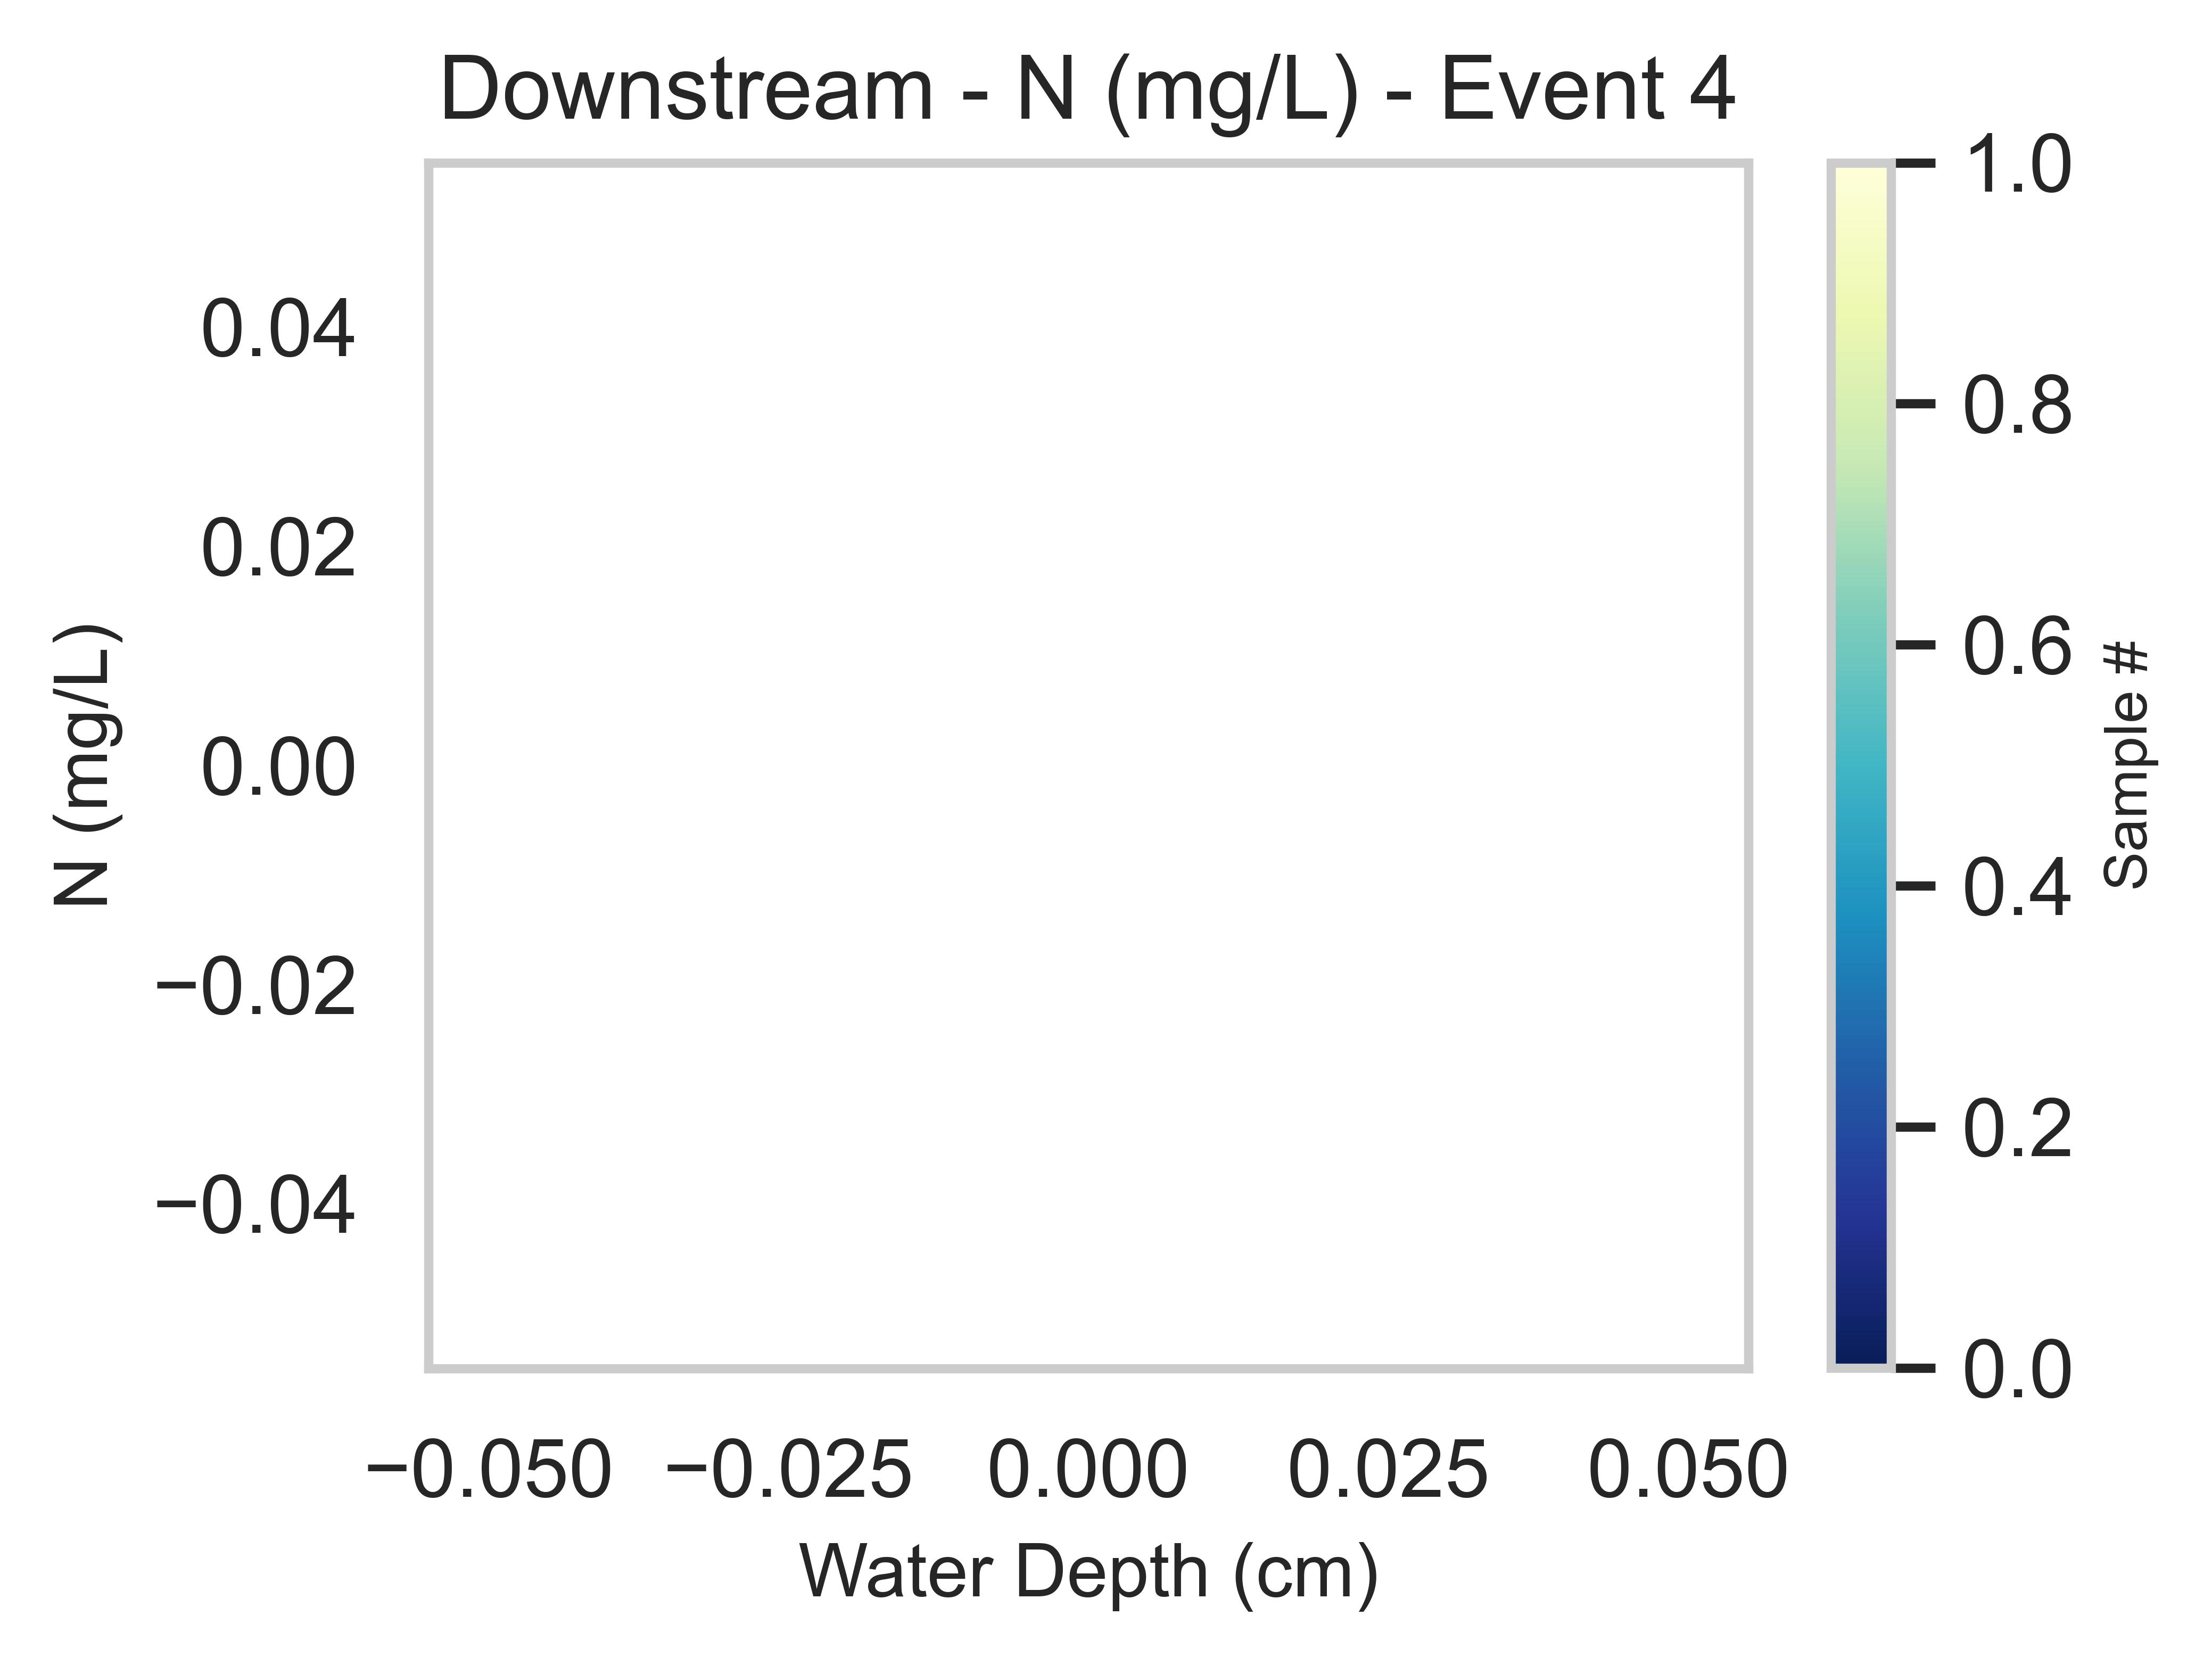 Downstream - N (mg/L) - Event 4
1.0
0.8
0.6
0.4
0.2
0.0
Sample #
0.04
0.02
0.00
−0.02
−0.04
N (mg/L)
−0.050 −0.025 0.000 0.025 0.050
Water Depth (cm)